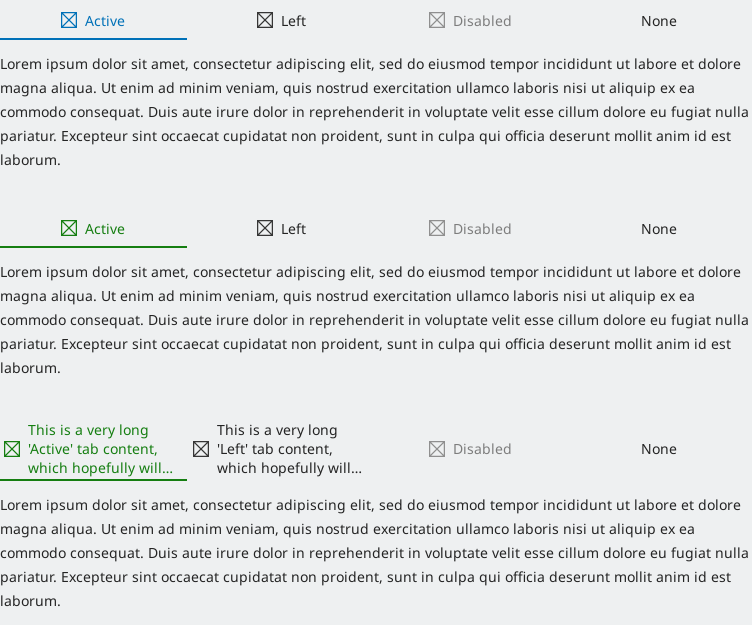 Active Left Disabled None
Lorem ipsum dolor sit amet, consectetur adipiscing elit, sed do eiusmod tempor incididunt ut labore et dolore
magna aliqua. Ut enim ad minim veniam, quis nostrud exercitation ullamco laboris nisi ut aliquip ex ea
commodo consequat. Duis aute irure dolor in reprehenderit in voluptate velit esse cillum dolore eu fugiat nulla
pariatur. Excepteur sint occaecat cupidatat non proident, sunt in culpa qui officia deserunt mollit anim id est
laborum.
Active Left Disabled None
Lorem ipsum dolor sit amet, consectetur adipiscing elit, sed do eiusmod tempor incididunt ut labore et dolore
magna aliqua. Ut enim ad minim veniam, quis nostrud exercitation ullamco laboris nisi ut aliquip ex ea
commodo consequat. Duis aute irure dolor in reprehenderit in voluptate velit esse cillum dolore eu fugiat nulla
pariatur. Excepteur sint occaecat cupidatat non proident, sunt in culpa qui officia deserunt mollit anim id est
laborum.
This is a very long
'Active' tab content,
which hopefully will...
This is a very long
'Left' tab content,
which hopefully will...
Disabled
None
Lorem ipsum dolor sit amet, consectetur adipiscing elit, sed do eiusmod tempor incididunt ut labore et dolore
magna aliqua. Ut enim ad minim veniam, quis nostrud exercitation ullamco laboris nisi ut aliquip ex ea
commodo consequat. Duis aute irure dolor in reprehenderit in voluptate velit esse cillum dolore eu fugiat nulla
pariatur. Excepteur sint occaecat cupidatat non proident, sunt in culpa qui officia deserunt mollit anim id est
laborum.